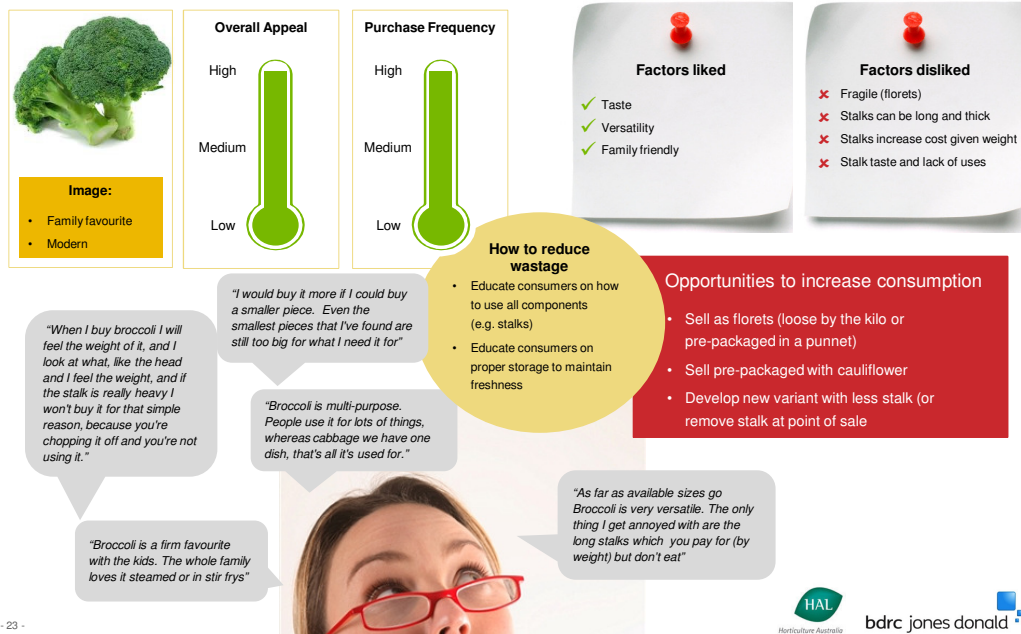 Overall Appeal
High
Medium
Low
Purchase Frequency
High
Medium
Low
Image:
• Family favourite
• Modern
Factors liked
✓ Taste
✓ Versatility
✓ Family friendly
Factors disliked
✘ Fragile (florets)
✘ Stalks can be long and thick
✘ Stalks increase cost given weight
✘ Stalk taste and lack of uses
How to reduce
wastage
• Educate consumers on how
to use all components
(e.g. stalks)
• Educate consumers on
proper storage to maintain
freshness
Opportunities to increase consumption
• Sell as florets (loose by the kilo or
pre-packaged in a punnet)
• Sell pre-packaged with cauliflower
• Develop new variant with less stalk (or
remove stalk at point of sale
“I would buy it more if I could buy
a smaller piece. Even the
smallest pieces that I've found are
still too big for what I need it for”
“When I buy broccoli I will
feel the weight of it, and I
look at what, like the head
and I feel the weight, and if
the stalk is really heavy I
won't buy it for that simple
reason, because you're
chopping it off and you're not
using it.”
“Broccoli is multi-purpose.
People use it for lots of things,
whereas cabbage we have one
dish, that's all it's used for.”
“As far as available sizes go
Broccoli is very versatile. The only
thing I get annoyed with are the
long stalks which you pay for (by
weight) but don't eat”
“Broccoli is a firm favourite
with the kids. The whole family
loves it steamed or in stir frys”
- 23 -
HAL
Horticulture Australia
bdrc jones donald